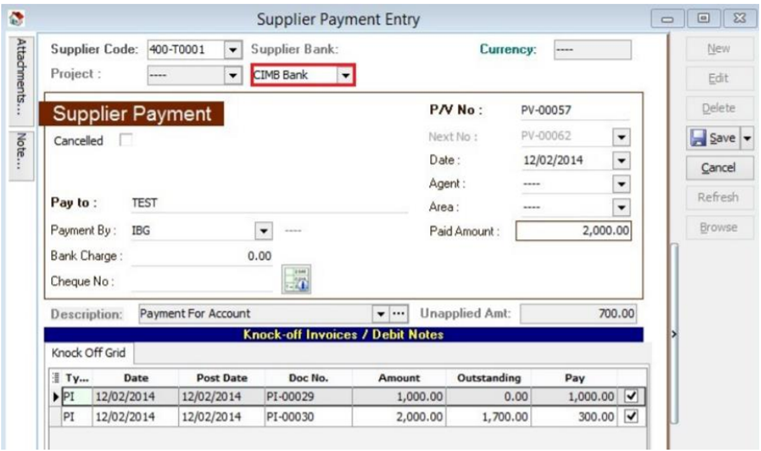 Supplier Payment Entry
Attachments...
Note...
Supplier Code: 400-T0001 Supplier Bank: Currency: ----
Project : ---- CIMB Bank
Supplier Payment
P/V No : PV-00057
Cancelled Next No : PV-00062
Date : 12/02/2014
Agent : ----
Pay to : TEST Area : ----
Payment By : IBG ---- Paid Amount : 2,000.00
Bank Charge : 0.00
Cheque No :
Description: Payment For Account Unapplied Amt: 700.00
Knock-off Invoices / Debit Notes
Knock Off Grid
Ty... Date Post Date Doc No. Amount Outstanding Pay
PI 12/02/2014 12/02/2014 PI-00029 1,000.00 0.00 1,000.00
PI 12/02/2014 12/02/2014 PI-00030 2,000.00 1,700.00 300.00
New
Edit
Delete
Save
Cancel
Refresh
Browse